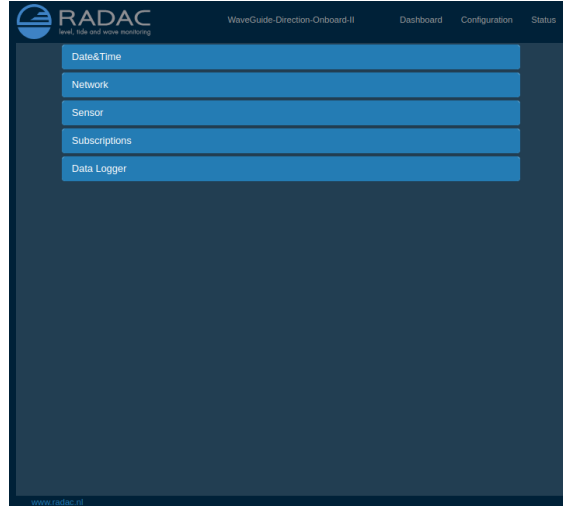 RADAC
level, tide and wave monitoring
WaveGuide-Direction-Onboard-II Dashboard Configuration Status
Date&Time
Network
Sensor
Subscriptions
Data Logger
www.radac.nl